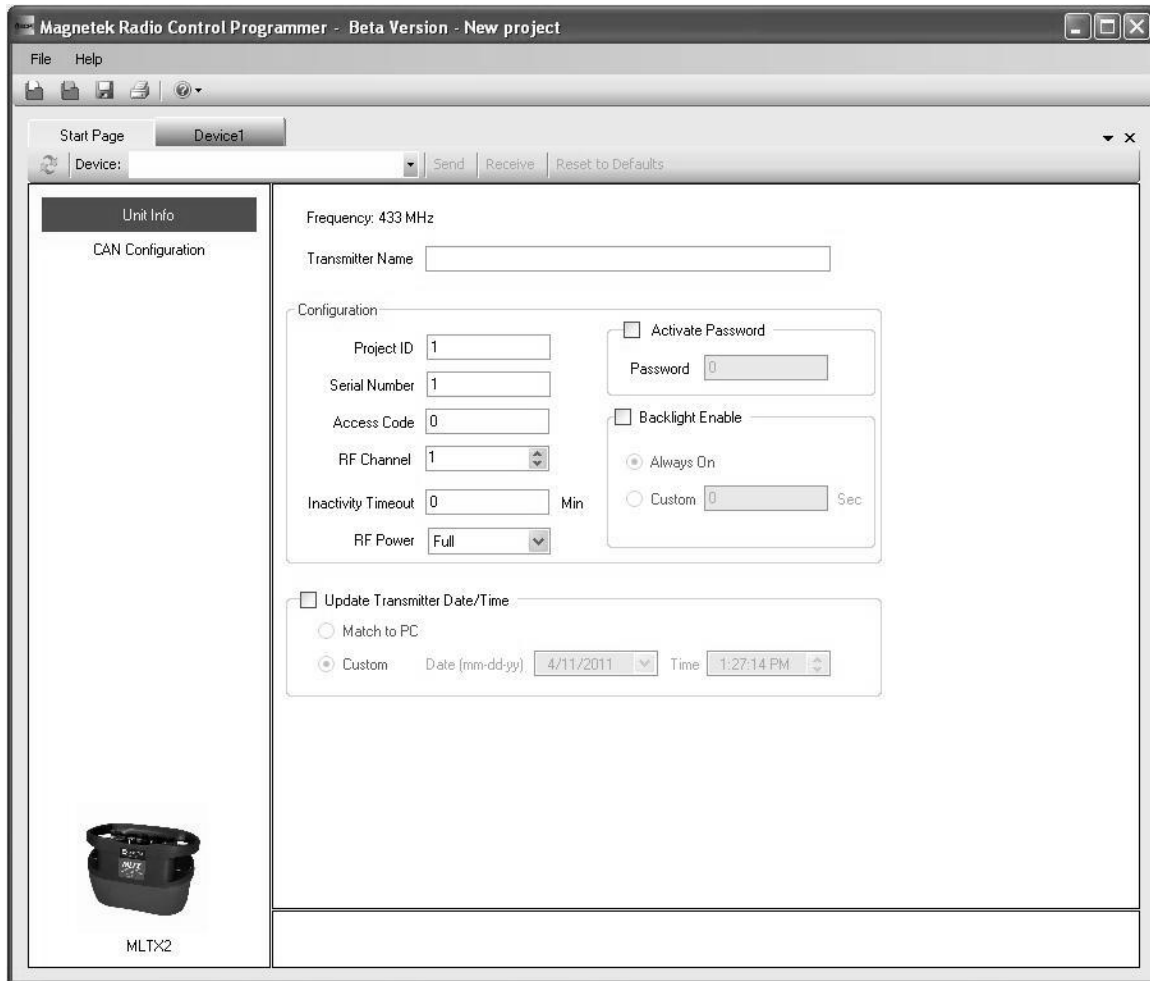 Magnetek Radio Control Programmer - Beta Version - New project
File Help
Start Page Device1
Device: Send Receive Reset to Defaults
Unit Info
CAN Configuration
Frequency: 433 MHz
Transmitter Name
Configuration
Project ID 1
Serial Number 1
Access Code 0
RF Channel 1
Inactivity Timeout 0 Min
RF Power Full
Activate Password
Password 0
Backlight Enable
Always On
Custom 0 Sec
Update Transmitter Date/Time
Match to PC
Custom Date (mm-dd-yy) 4/11/2011 Time 1:27:14 PM
MLTX2